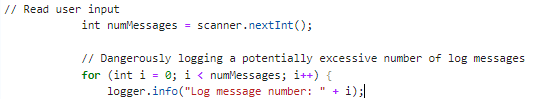 // Read user input
int numMessages = scanner.nextInt();
// Dangerously logging a potentially excessive number of log messages
for (int i = 0; i < numMessages; i++) {
logger.info("Log message number: " + i);